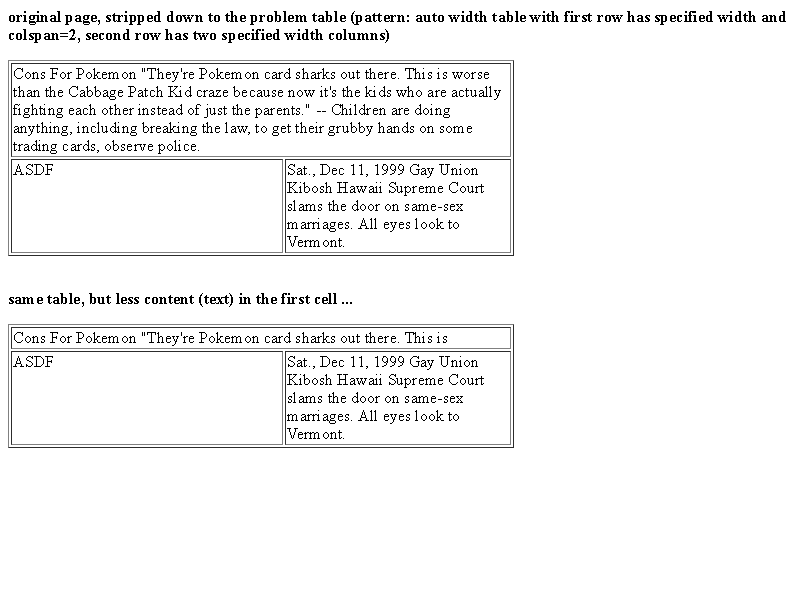 original page, stripped down to the problem table (pattern: auto width table with first row has specified width and
colspan=2, second row has two specified width columns)
Cons For Pokemon "They're Pokemon card sharks out there. This is worse
than the Cabbage Patch Kid craze because now it's the kids who are actually
fighting each other instead of just the parents." -- Children are doing
anything, including breaking the law, to get their grubby hands on some
trading cards, observe police.
ASDF
Sat., Dec 11, 1999 Gay Union
Kibosh Hawaii Supreme Court
slams the door on same-sex
marriages. All eyes look to
Vermont.
same table, but less content (text) in the first cell ...
Cons For Pokemon "They're Pokemon card sharks out there. This is
ASDF
Sat., Dec 11, 1999 Gay Union
Kibosh Hawaii Supreme Court
slams the door on same-sex
marriages. All eyes look to
Vermont.